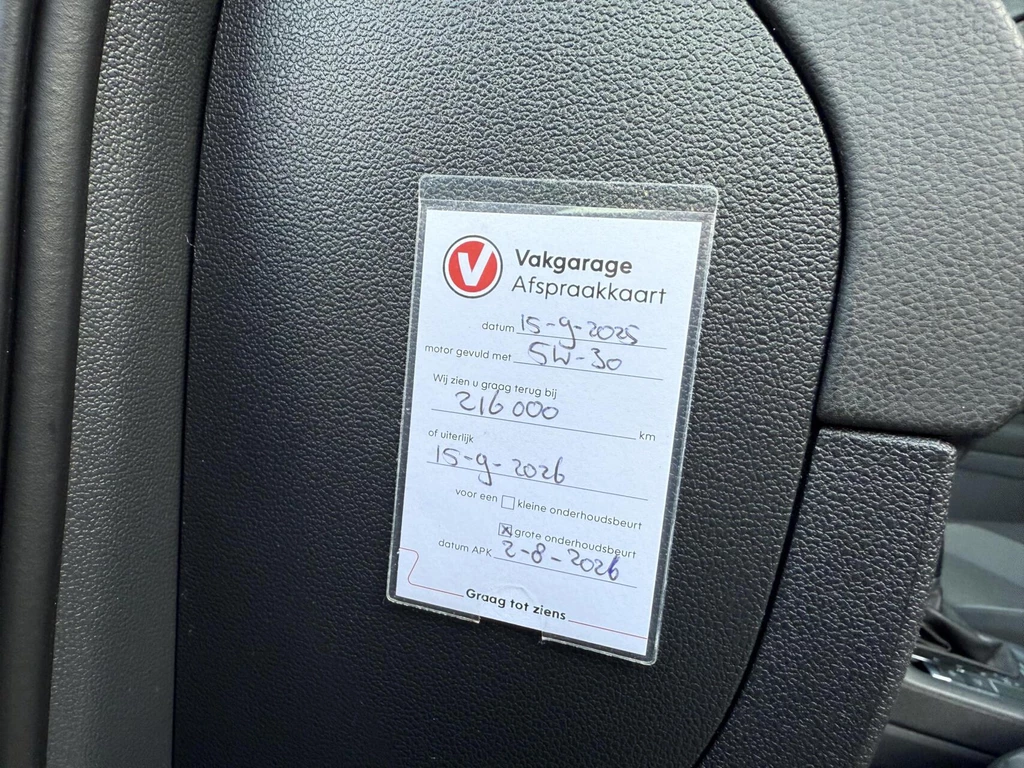 V Vakgarage
Afspraakkaart
datum 15-9-2025
motor gevuld met 5W-30
Wij zien u graag terug bij
216 000 km
of uiterlijk
15-9-2026
voor een kleine onderhoudsbeurt
x grote onderhoudsbeurt
datum APK 2-8-2026
Graag tot ziens